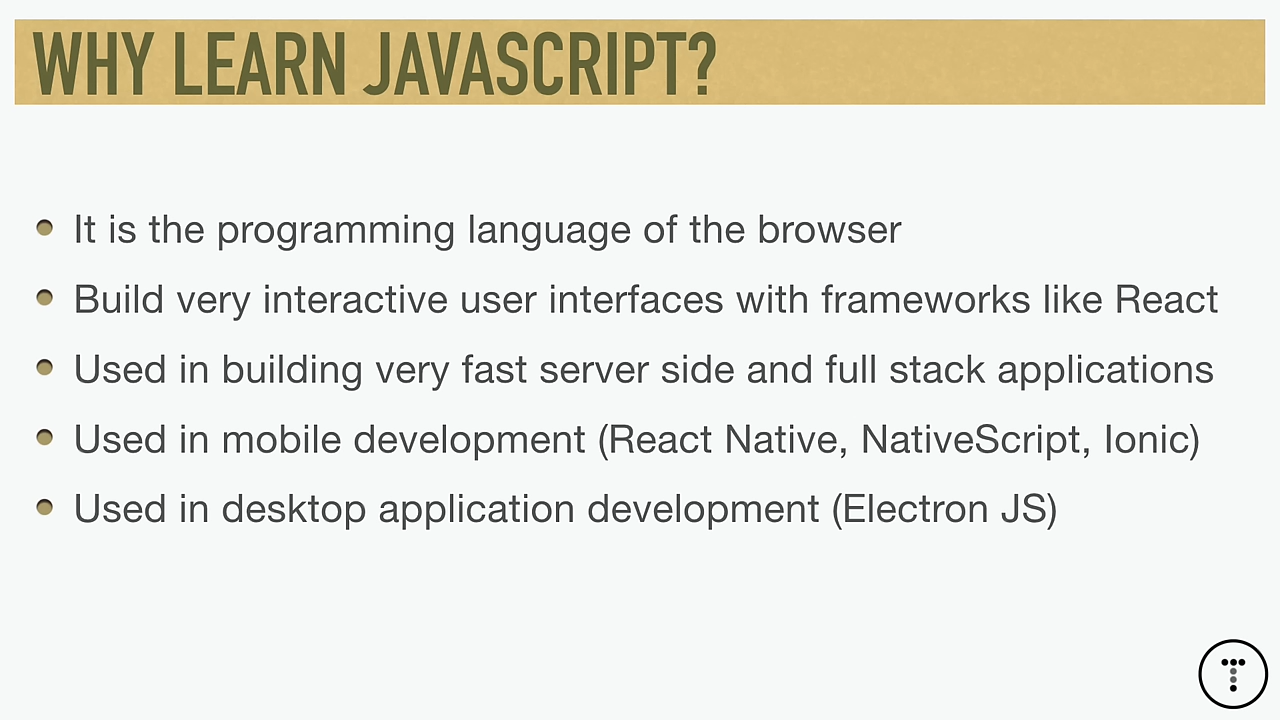 WHY LEARN JAVASCRIPT?
It is the programming language of the browser
Build very interactive user interfaces with frameworks like React
Used in building very fast server side and full stack applications
Used in mobile development (React Native, NativeScript, Ionic)
Used in desktop application development (Electron JS)
T